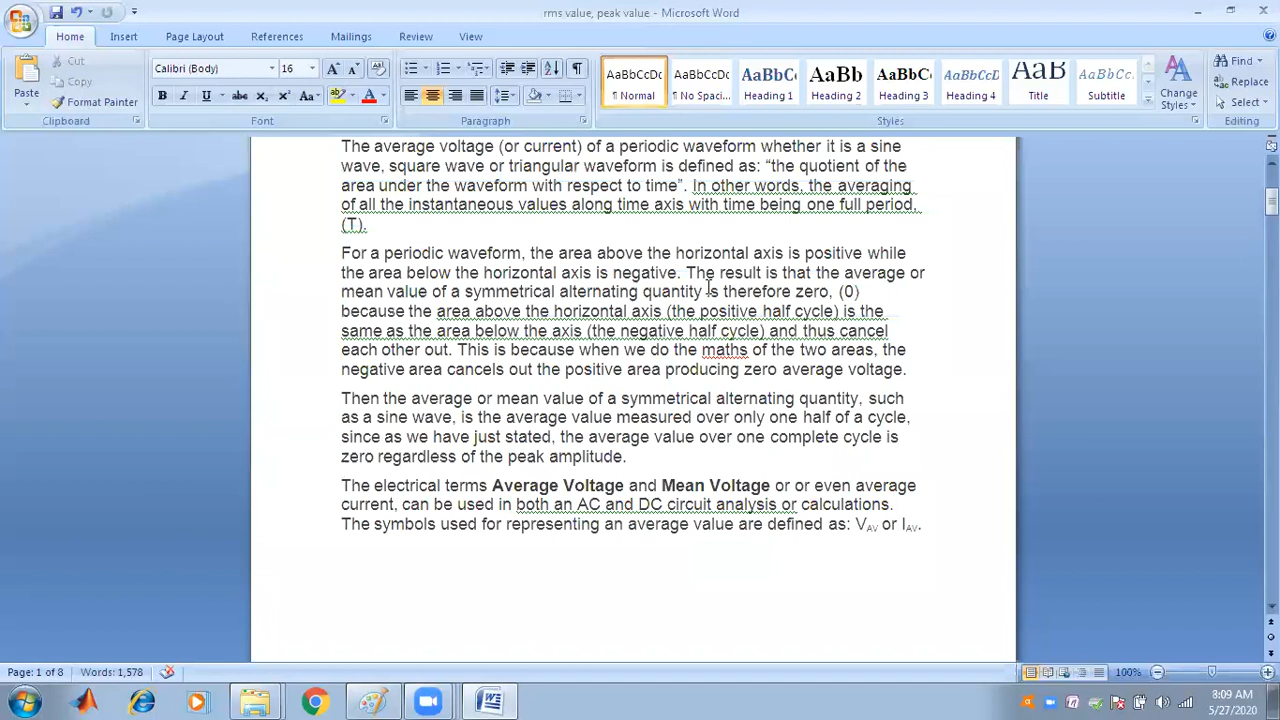 rms value, peak value - Microsoft Word
Home Insert Page Layout References Mailings Review View
Paste
Cut
Copy
Format Painter
Clipboard
Calibri (Body) 16
Font
Paragraph
AaBbCcDc AaBbCcDc AaBbC AaBb AaBbCc AaBbCcD AaB AaBbCc.
¶ Normal ¶ No Spaci... Heading 1 Heading 2 Heading 3 Heading 4 Title Subtitle
Change Styles
Styles
Find
Replace
Select
Editing
The average voltage (or current) of a periodic waveform whether it is a sine
wave, square wave or triangular waveform is defined as: “the quotient of the
area under the waveform with respect to time”. In other words, the averaging
of all the instantaneous values along time axis with time being one full period,
(T).
For a periodic waveform, the area above the horizontal axis is positive while
the area below the horizontal axis is negative. The result is that the average or
mean value of a symmetrical alternating quantity is therefore zero, (0)
because the area above the horizontal axis (the positive half cycle) is the
same as the area below the axis (the negative half cycle) and thus cancel
each other out. This is because when we do the maths of the two areas, the
negative area cancels out the positive area producing zero average voltage.
Then the average or mean value of a symmetrical alternating quantity, such
as a sine wave, is the average value measured over only one half of a cycle,
since as we have just stated, the average value over one complete cycle is
zero regardless of the peak amplitude.
The electrical terms Average Voltage and Mean Voltage or or even average
current, can be used in both an AC and DC circuit analysis or calculations.
The symbols used for representing an average value are defined as: VAV or IAV.
Page: 1 of 8 Words: 1,578 100%
8:09 AM
5/27/2020